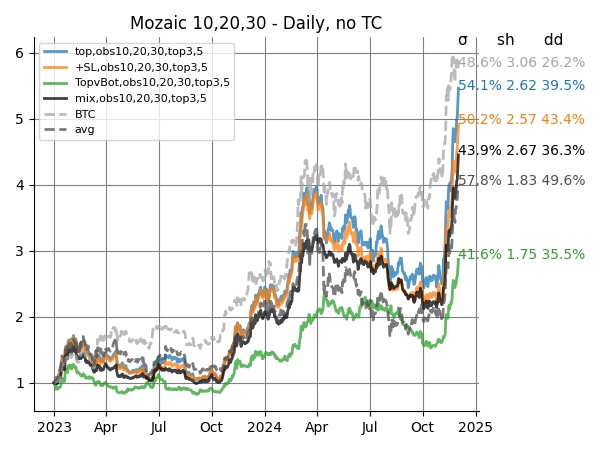 Mozaic 10,20,30 - Daily, no TC
σ sh dd
6
5
4
3
2
1
top,obs10,20,30,top3,5
+SL,obs10,20,30,top3,5
TopvBot,obs10,20,30,top3,5
mix,obs10,20,30,top3,5
BTC
avg
48.6% 3.06 26.2%
54.1% 2.62 39.5%
50.2% 2.57 43.4%
43.9% 2.67 36.3%
57.8% 1.83 49.6%
41.6% 1.75 35.5%
2023 Apr Jul Oct 2024 Apr Jul Oct 2025